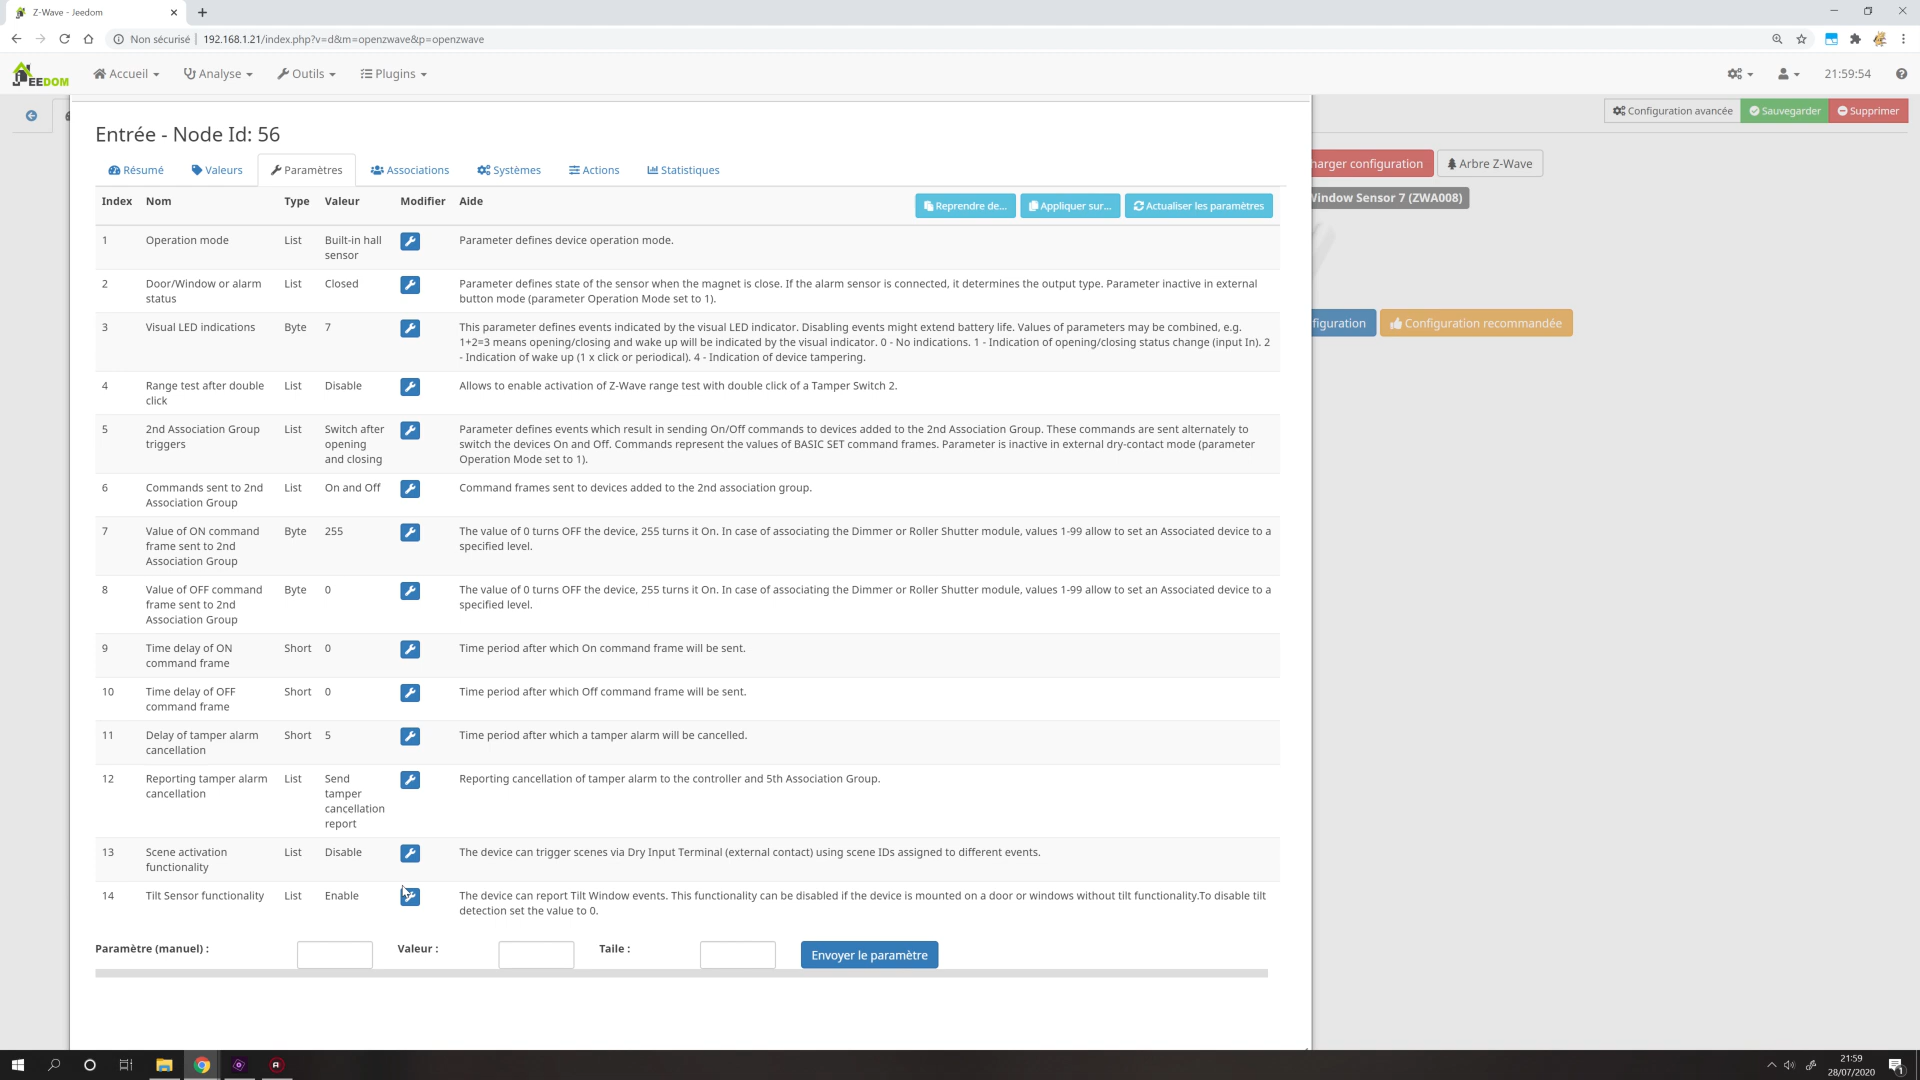 Z-Wave - Jeedom
Non sécurisé | 192.168.1.21/index.php?v=d&m=openzwave&p=openzwave
JEEDOM Accueil Analyse Outils Plugins 21:59:54
Configuration avancée Sauvegarder Supprimer
Entrée - Node Id: 56
harger configuration Arbre Z-Wave
Résumé Valeurs Paramètres Associations Systèmes Actions Statistiques
Window Sensor 7 (ZWA008)
Index Nom Type Valeur Modifier Aide Reprendre de... Appliquer sur... Actualiser les paramètres
1 Operation mode List Built-in hall Parameter defines device operation mode.
sensor
2 Door/Window or alarm List Closed Parameter defines state of the sensor when the magnet is close. If the alarm sensor is connected, it determines the output type. Parameter inactive in external
status button mode (parameter Operation Mode set to 1).
figuration Configuration recommandée
3 Visual LED indications Byte 7 This parameter defines events indicated by the visual LED indicator. Disabling events might extend battery life. Values of parameters may be combined, e.g.
1+2=3 means opening/closing and wake up will be indicated by the visual indicator. 0 - No indications. 1 - Indication of opening/closing status change (input In). 2
- Indication of wake up (1 x click or periodical). 4 - Indication of device tampering.
4 Range test after double List Disable Allows to enable activation of Z-Wave range test with double click of a Tamper Switch 2.
click
5 2nd Association Group List Switch after Parameter defines events which result in sending On/Off commands to devices added to the 2nd Association Group. These commands are sent alternately to
triggers opening switch the devices On and Off. Commands represent the values of BASIC SET command frames. Parameter is inactive in external dry-contact mode (parameter
and closing Operation Mode set to 1).
6 Commands sent to 2nd List On and Off Command frames sent to devices added to the 2nd association group.
Association Group
7 Value of ON command Byte 255 The value of 0 turns OFF the device, 255 turns it On. In case of associating the Dimmer or Roller Shutter module, values 1-99 allow to set an Associated device to a
frame sent to 2nd specified level.
Association Group
8 Value of OFF command Byte 0 The value of 0 turns OFF the device, 255 turns it On. In case of associating the Dimmer or Roller Shutter module, values 1-99 allow to set an Associated device to a
frame sent to 2nd specified level.
Association Group
9 Time delay of ON Short 0 Time period after which On command frame will be sent.
command frame
10 Time delay of OFF Short 0 Time period after which Off command frame will be sent.
command frame
11 Delay of tamper alarm Short 5 Time period after which a tamper alarm will be cancelled.
cancellation
12 Reporting tamper alarm List Send Reporting cancellation of tamper alarm to the controller and 5th Association Group.
cancellation tamper
cancellation
report
13 Scene activation List Disable The device can trigger scenes via Dry Input Terminal (external contact) using scene IDs assigned to different events.
functionality
14 Tilt Sensor functionality List Enable The device can report Tilt Window events. This functionality can be disabled if the device is mounted on a door or windows without tilt functionality.To disable tilt
detection set the value to 0.
Paramètre (manuel) : Valeur : Taile : Envoyer le paramètre
21:59
28/07/2020
1